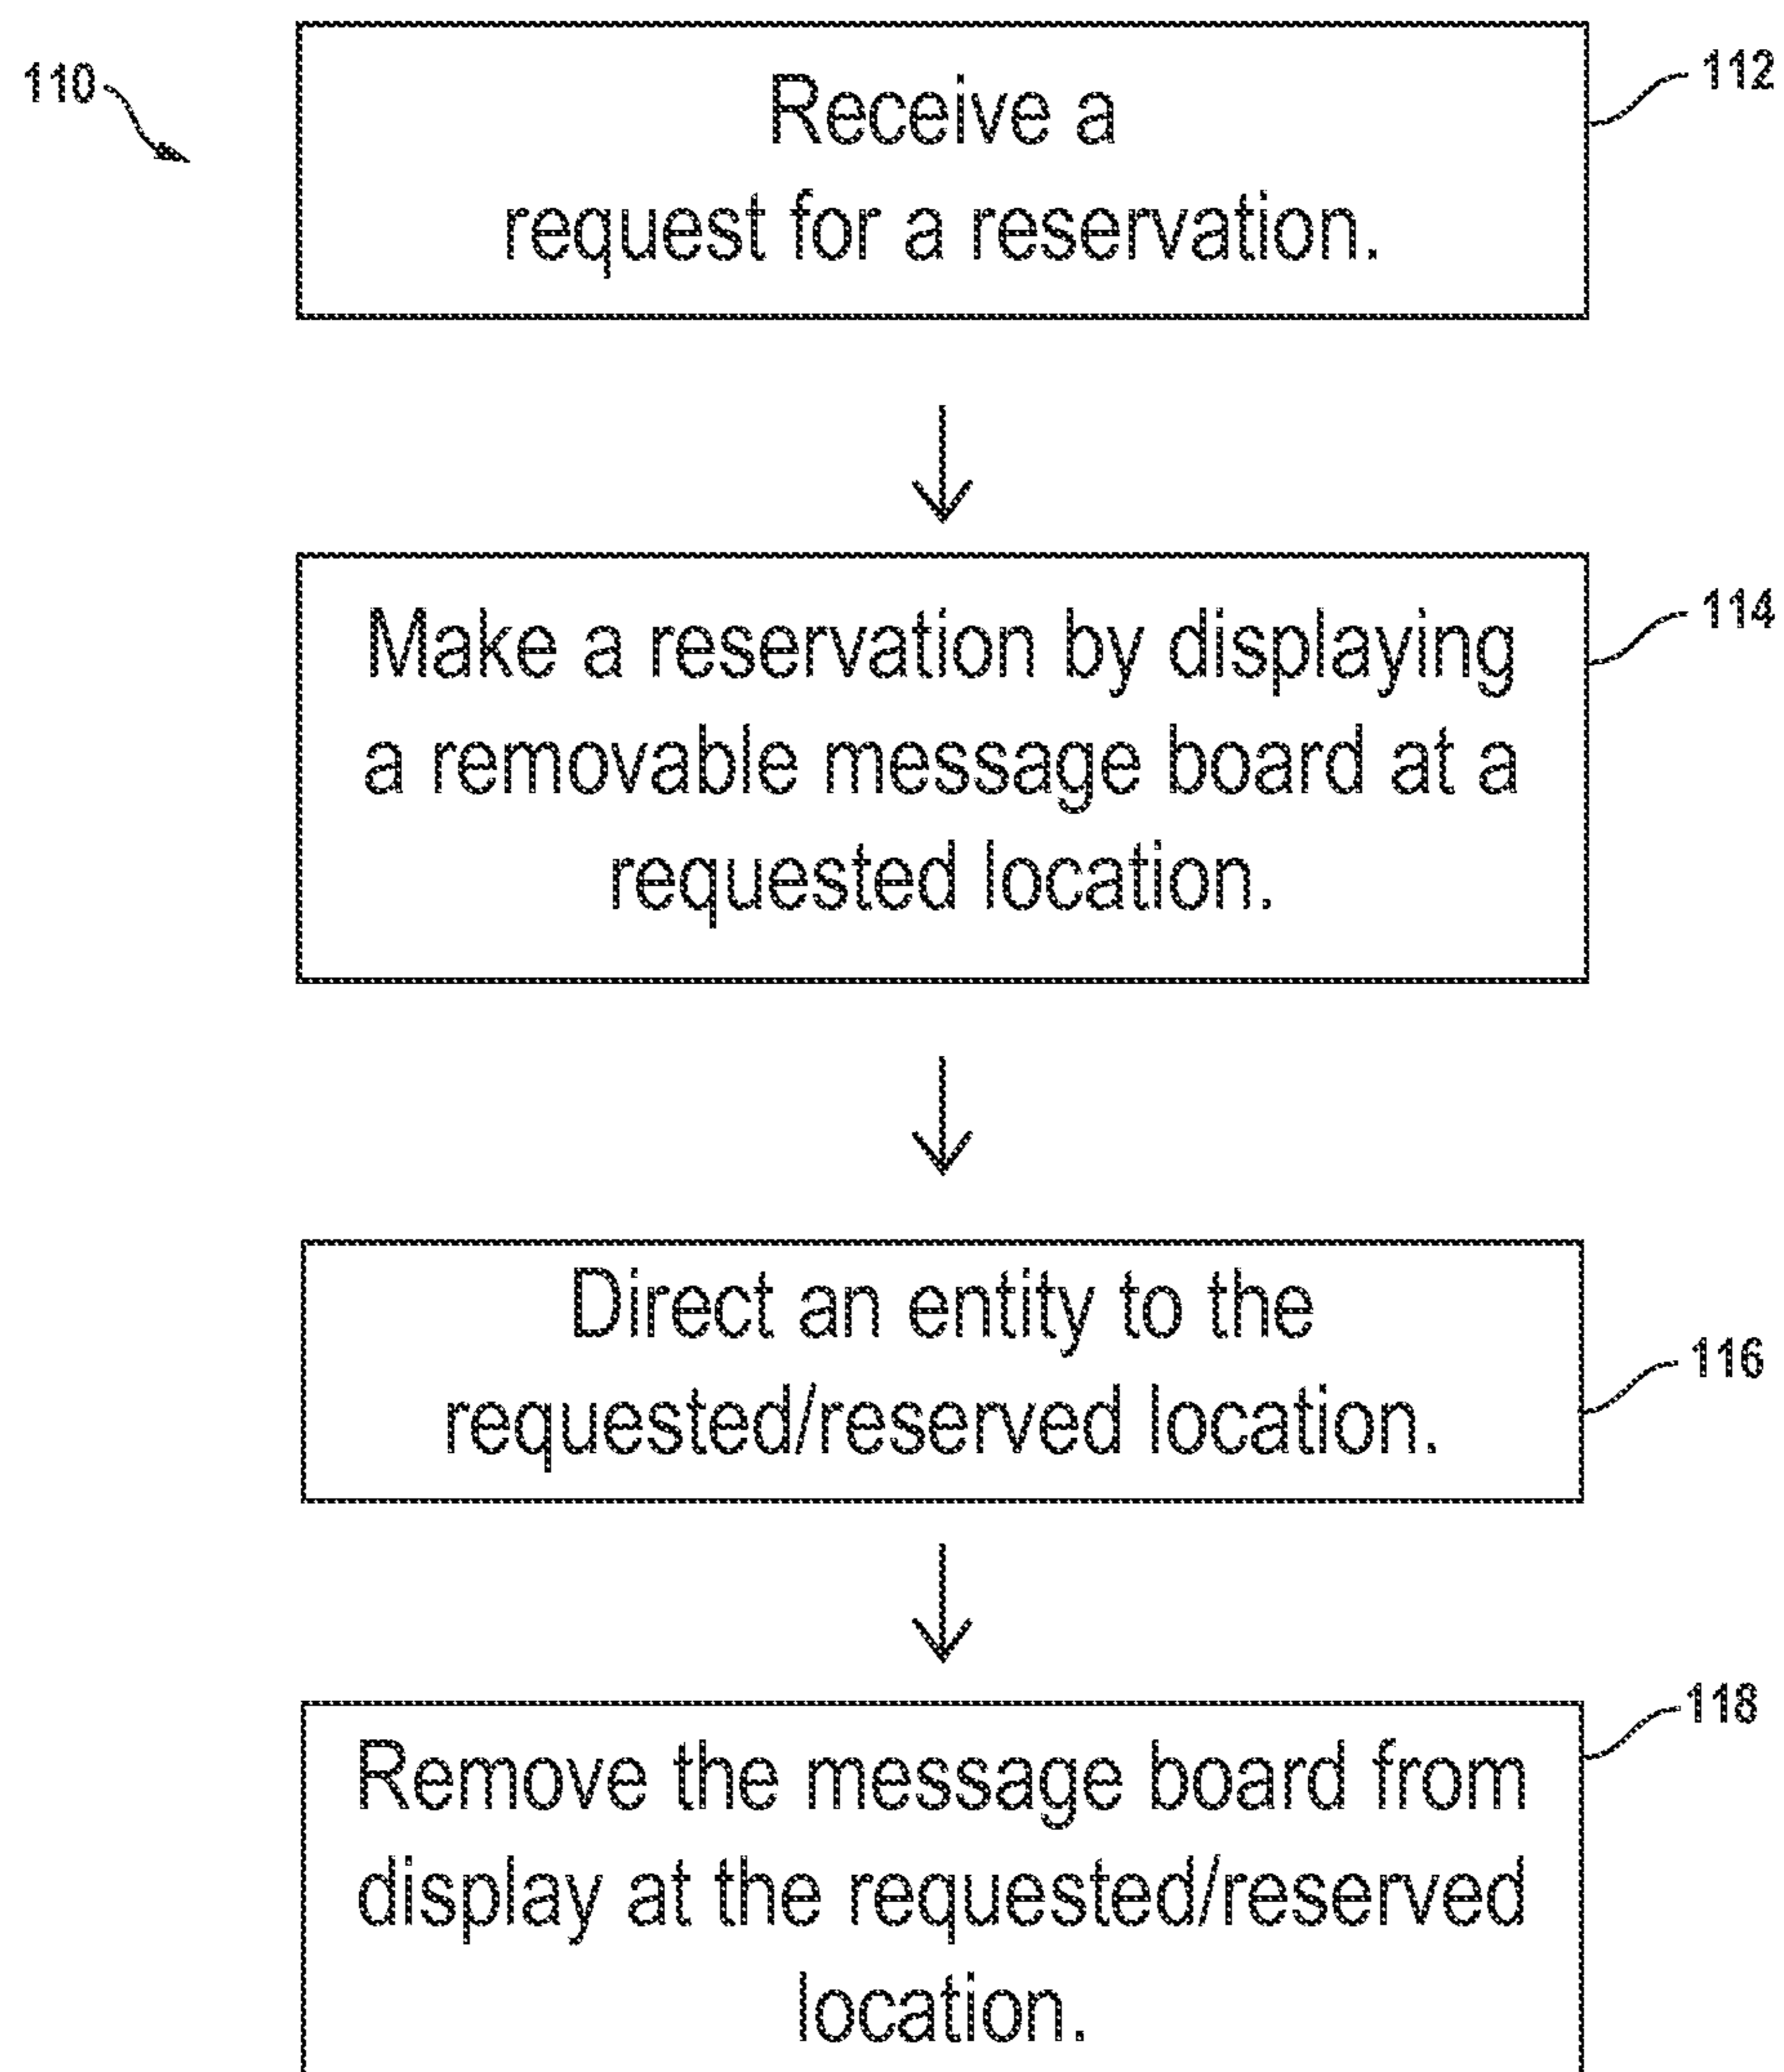 110
112
Receive a
request for a reservation.
114
Make a reservation by displaying
a removable message board at a
requested location.
116
Direct an entity to the
requested/reserved location.
118
Remove the message board from
display at the requested/reserved
location.